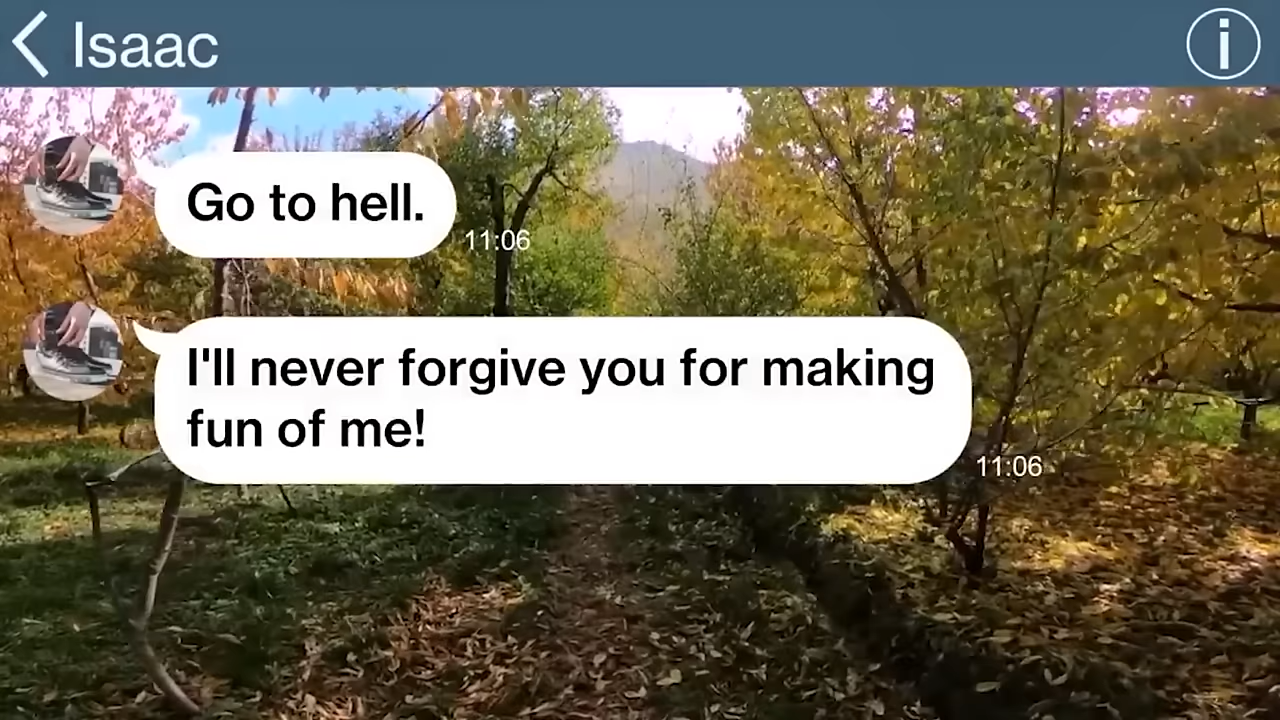 Isaac
Go to hell.
11:06
I'll never forgive you for making
fun of me!
11:06